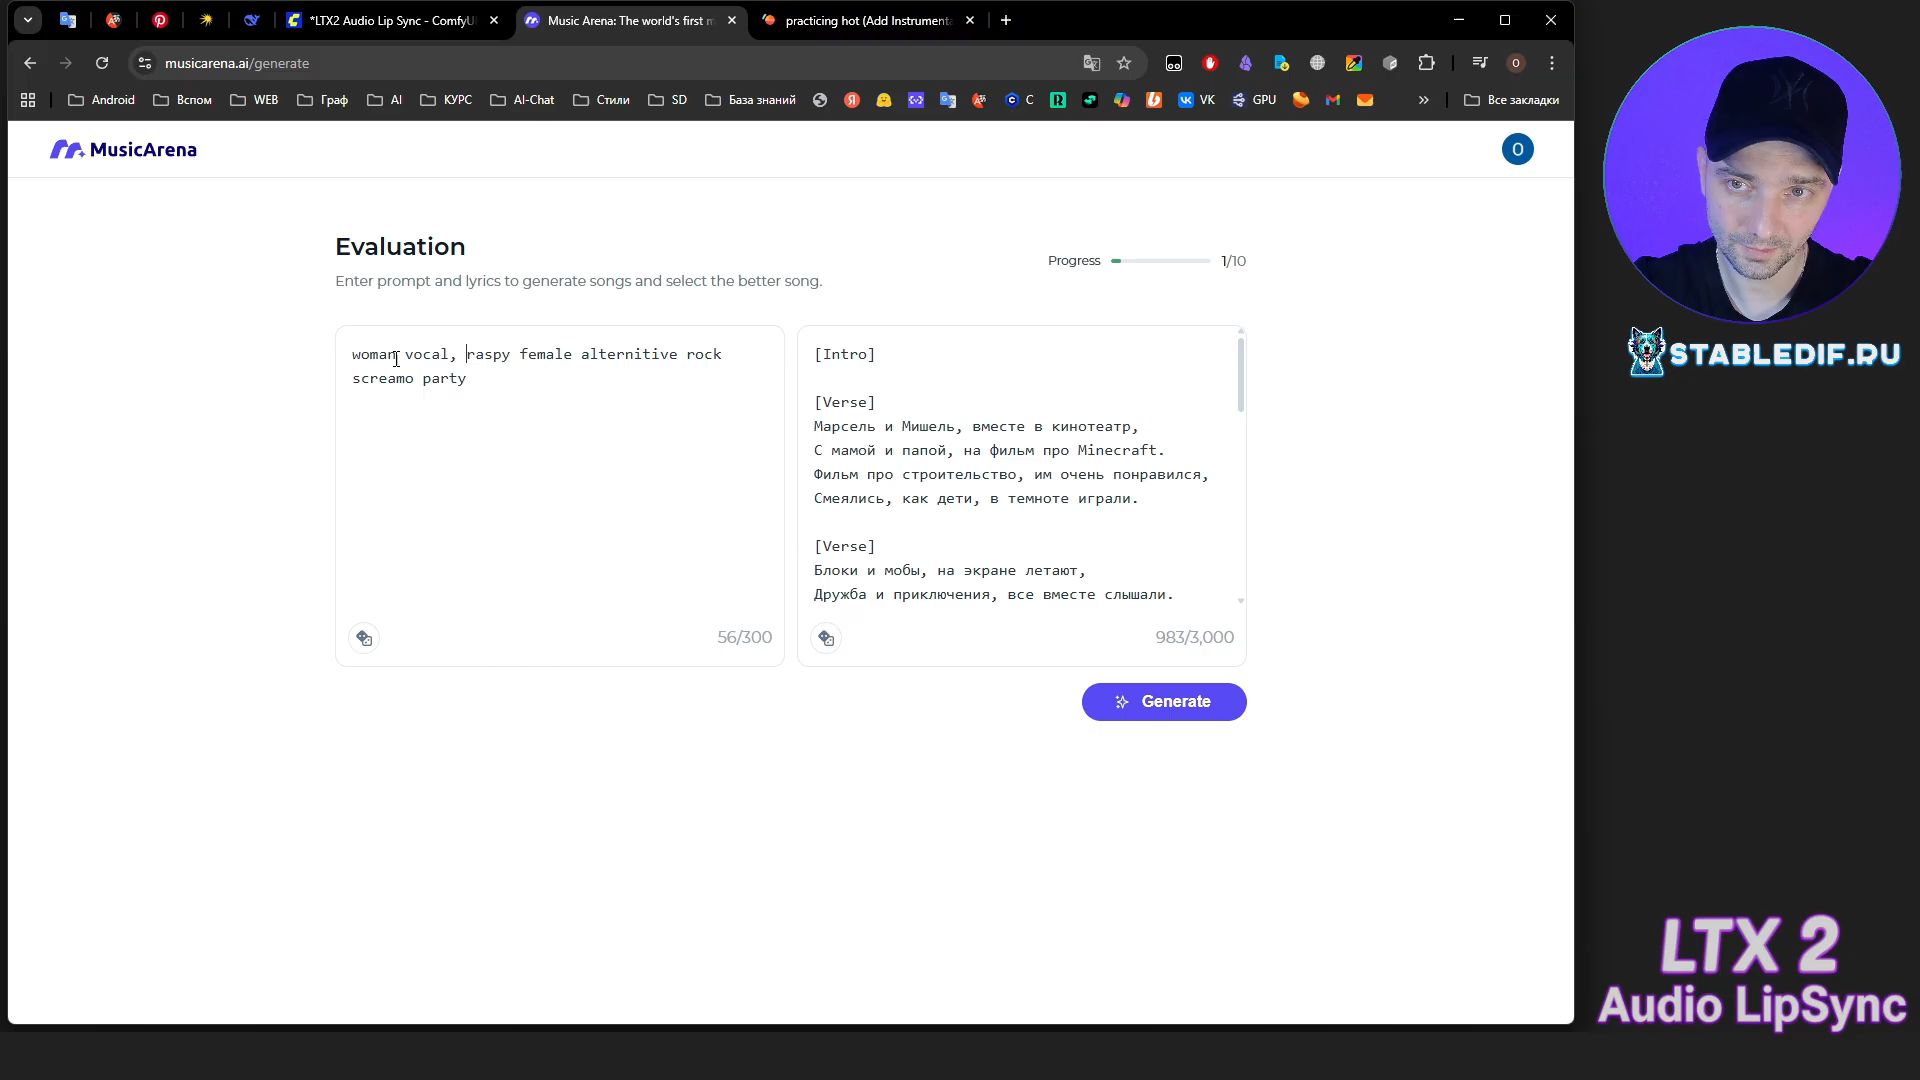 *LTX2 Audio Lip Sync - ComfyU
Music Arena: The world's first m
practicing hot (Add Instrumenta
musicarena.ai/generate
Android
Вспом
WEB
Граф
AI
КУРС
AI-Chat
Стили
SD
База знаний
C
VK
GPU
Все закладки
MusicArena
O
Evaluation
Enter prompt and lyrics to generate songs and select the better song.
Progress 1/10
woman vocal, raspy female alternitive rock
screamo party
56/300
[Intro]
[Verse]
Марсель и Мишель, вместе в кинотеатр,
С мамой и папой, на фильм про Minecraft.
Фильм про строительство, им очень понравился,
Смеялись, как дети, в темноте играли.
[Verse]
Блоки и мобы, на экране летают,
Дружба и приключения, все вместе слышали.
983/3,000
Generate
STABLEDIF.RU
LTX 2
Audio LipSync